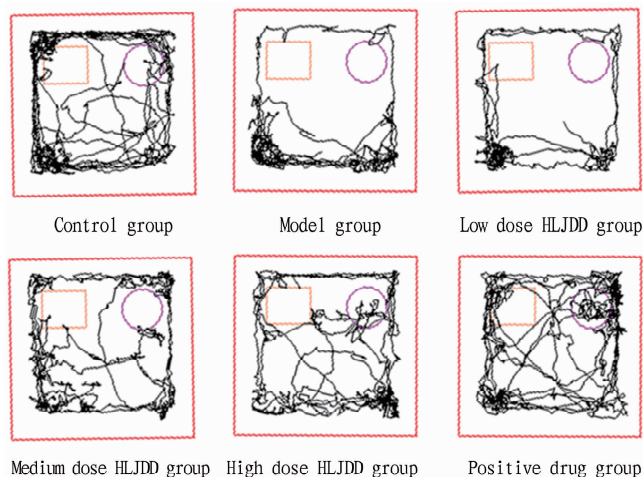 Control group
Model group
Low dose HLJDD group
Medium dose HLJDD group
High dose HLJDD group
Positive drug group